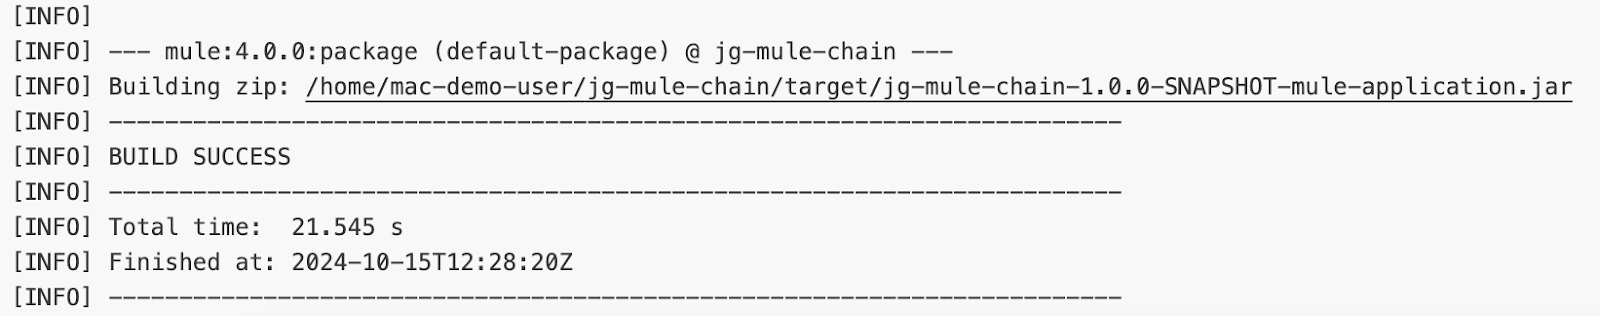 [INFO]
[INFO] --- mule:4.0.0:package (default-package) @ jg-mule-chain ---
[INFO] Building zip: /home/mac-demo-user/jg-mule-chain/target/jg-mule-chain-1.0.0-SNAPSHOT-mule-application.jar
[INFO] ------------------------------------------------------------------------
[INFO] BUILD SUCCESS
[INFO] ------------------------------------------------------------------------
[INFO] Total time:  21.545 s
[INFO] Finished at: 2024-10-15T12:28:20Z
[INFO] ------------------------------------------------------------------------